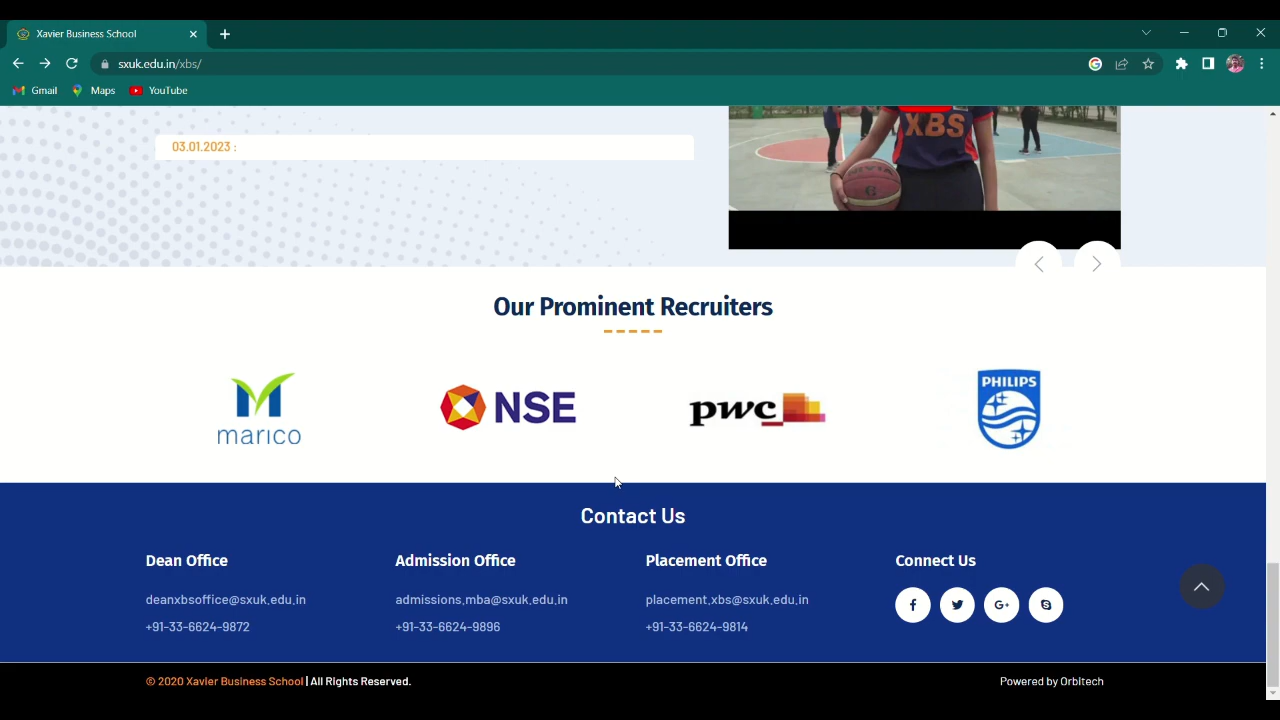 Xavier Business School
sxuk.edu.in/xbs/
Gmail
Maps
YouTube
XBS
NIVIA
03.01.2023 :
Our Prominent Recruiters
marico
NSE
pwc
PHILIPS
Contact Us
Dean Office
deanxbsoffice@sxuk.edu.in
+91-33-6624-9872
Admission Office
admissions.mba@sxuk.edu.in
+91-33-6624-9896
Placement Office
placement.xbs@sxuk.edu.in
+91-33-6624-9814
Connect Us
© 2020 Xavier Business School | All Rights Reserved.
Powered by Orbitech